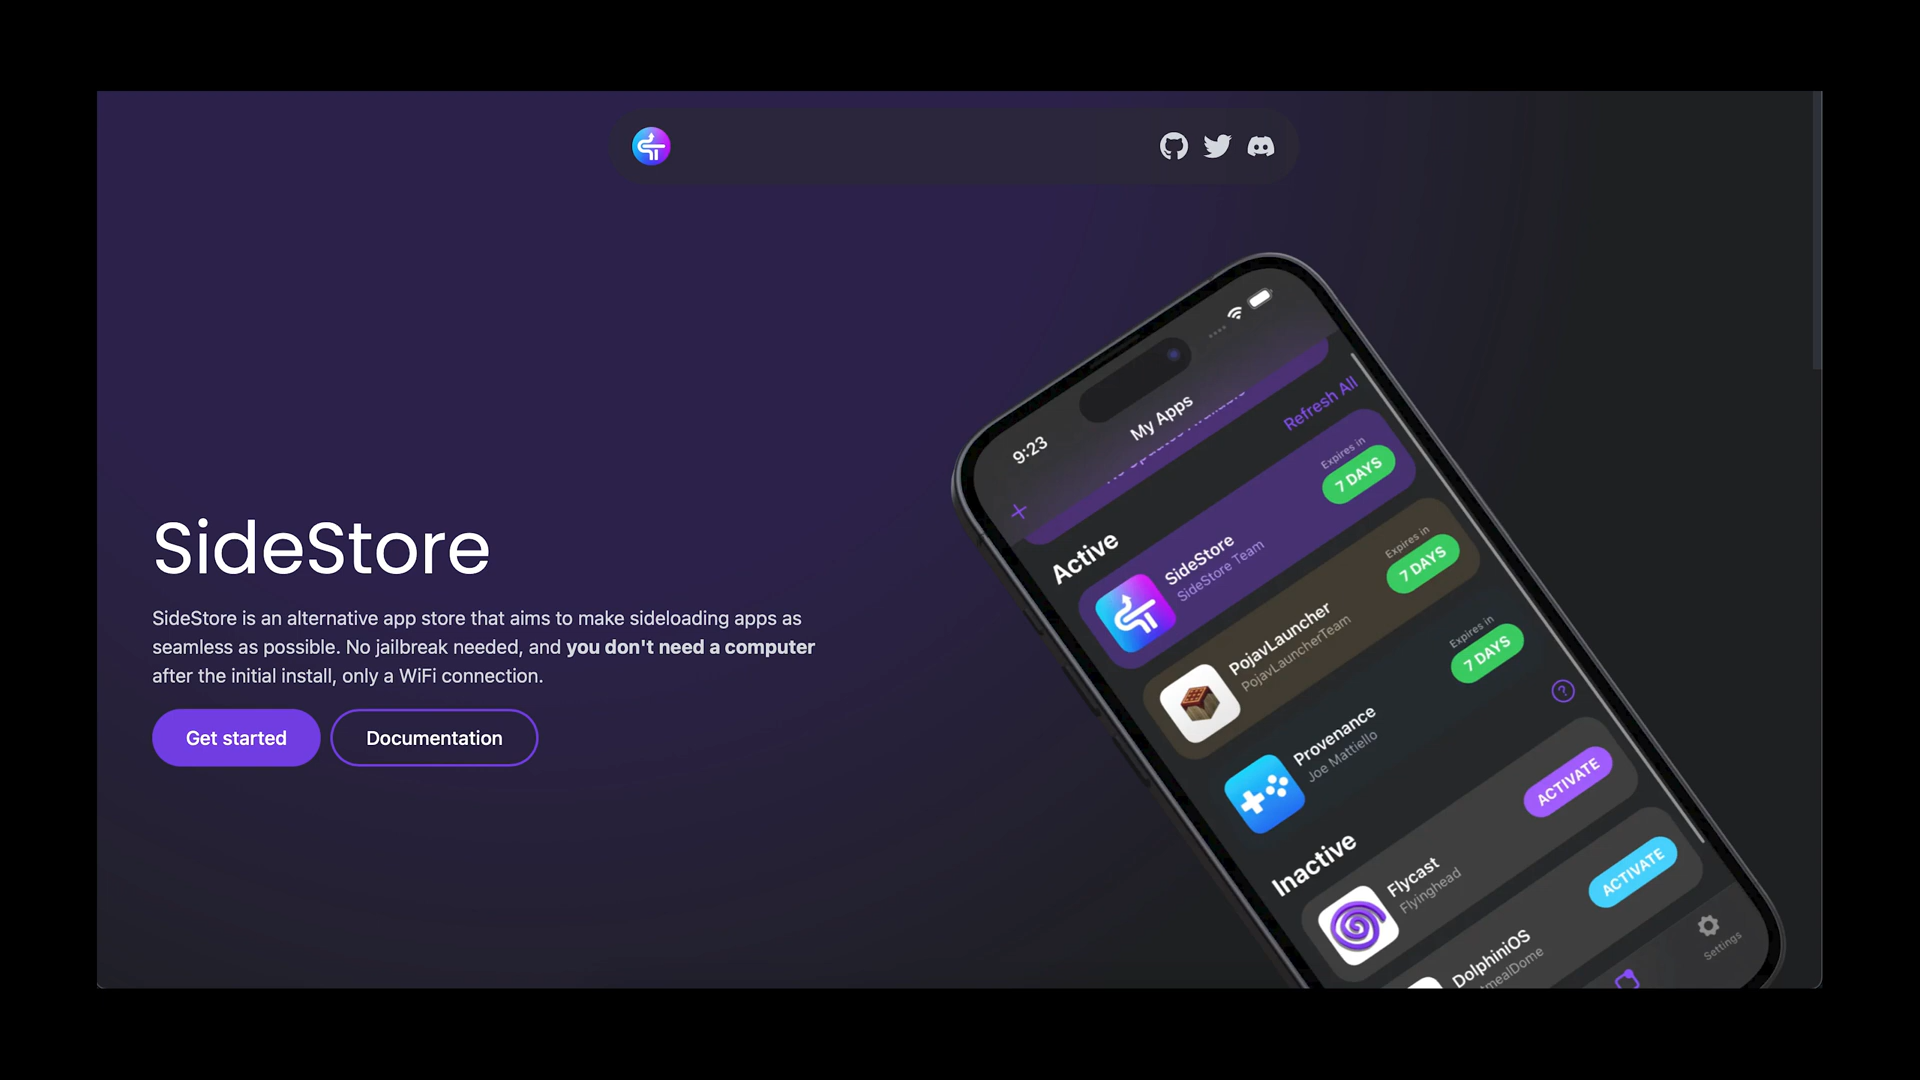 SideStore
SideStore is an alternative app store that aims to make sideloading apps as
seamless as possible. No jailbreak needed, and you don't need a computer
after the initial install, only a WiFi connection.
Get started
Documentation
9:23
My Apps
Refresh All
Active
SideStore
SideStore Team
Expires in
7 DAYS
PojavLauncher
PojavLauncherTeam
Expires in
7 DAYS
Provenance
Joe Mattiello
Expires in
7 DAYS
?
Inactive
Flycast
Flyinghead
ACTIVATE
DolphiniOS
ACTIVATE
Settings